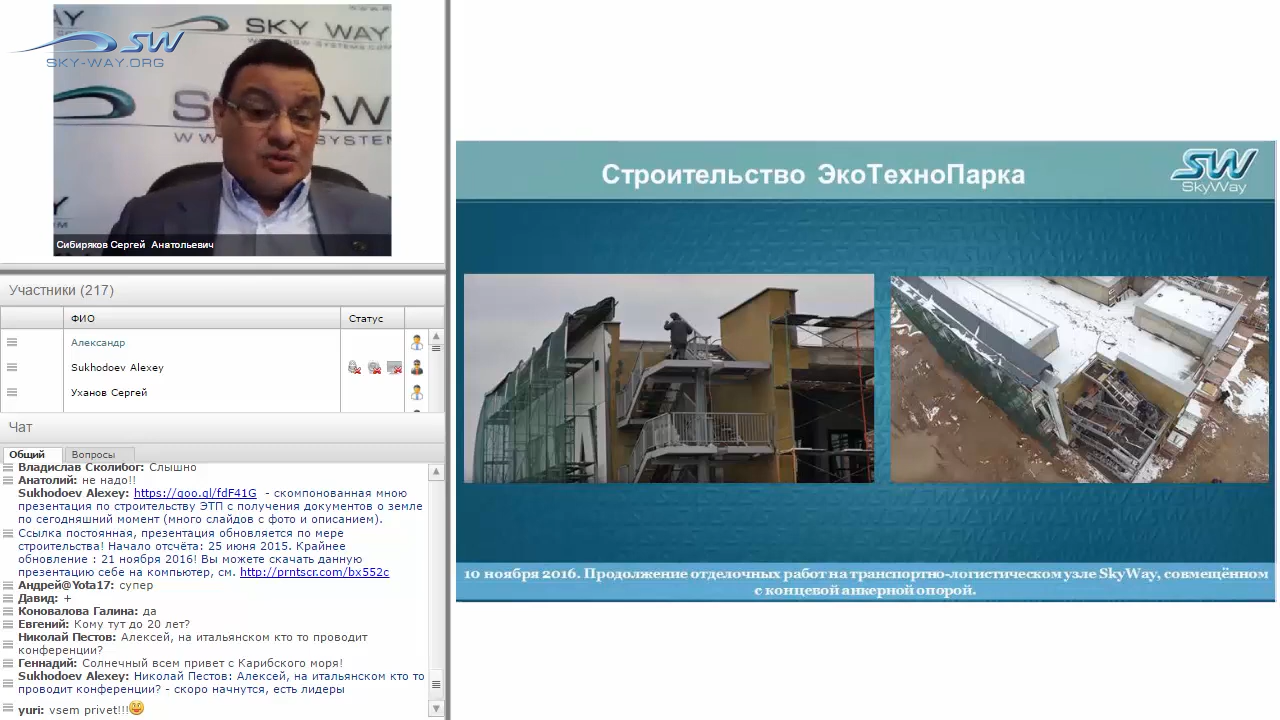 SKY WAY
SW
SKY-WAY.ORG
Сибиряков Сергей Анатольевич
Участники (217)
ФИО
Статус
Александр
Sukhodoev Alexey
Уханов Сергей
Чат
Общий
Вопросы
Владислав Сколибог: Слышно
Анатолий: не надо!!
Sukhodoev Alexey: https://goo.gl/fdF41G - скомпонованная мною
презентация по строительству ЭТП с получения документов о земле
по сегодняшний момент (много слайдов с фото и описанием).
Ссылка постоянная, презентация обновляется по мере
строительства! Начало отсчёта: 25 июня 2015. Крайнее
обновление : 21 ноября 2016! Вы можете скачать данную
презентацию себе на компьютер, см. http://prntscr.com/bx552c
Андрей@Yota17: супер
Давид: +
Коновалова Галина: да
Евгений: Кому тут до 20 лет?
Николай Пестов: Алексей, на итальянском кто то проводит
конференции?
Геннадий: Солнечный всем привет с Карибского моря!
Sukhodoev Alexey: Николай Пестов: Алексей, на итальянском кто то
проводит конференции? - скоро начнутся, есть лидеры
yuri: vsem privet!!!
Строительство ЭкоТехноПарка
SW
SkyWay
10 ноября 2016. Продолжение отделочных работ на транспортно-логистическом узле SkyWay, совмещённом
с концевой анкерной опорой.